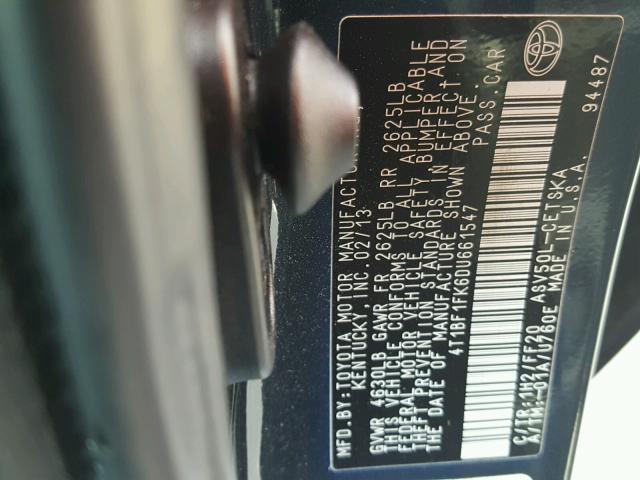 MFD.BY:TOYOTA MOTOR MANUFACTURING,
KENTUCKY,INC.02/13
GVWR 4630LB GAWR FR 2625LB RR 2625LB
THIS VEHICLE CONFORMS TO ALL APPLICABLE
FEDERAL MOTOR VEHICLE SAFETY, BUMPER,AND
THEFT PREVENTION STANDARDS IN EFFECT ON
THE DATE OF MANUFACTURE SHOWN ABOVE.
4T1BF1FK6DU661547 PASS.CAR
C/TR:1H2/FF20 ASV50L-CETSKA
A/TM:-01A/U760E MADE IN U.S.A.
94487